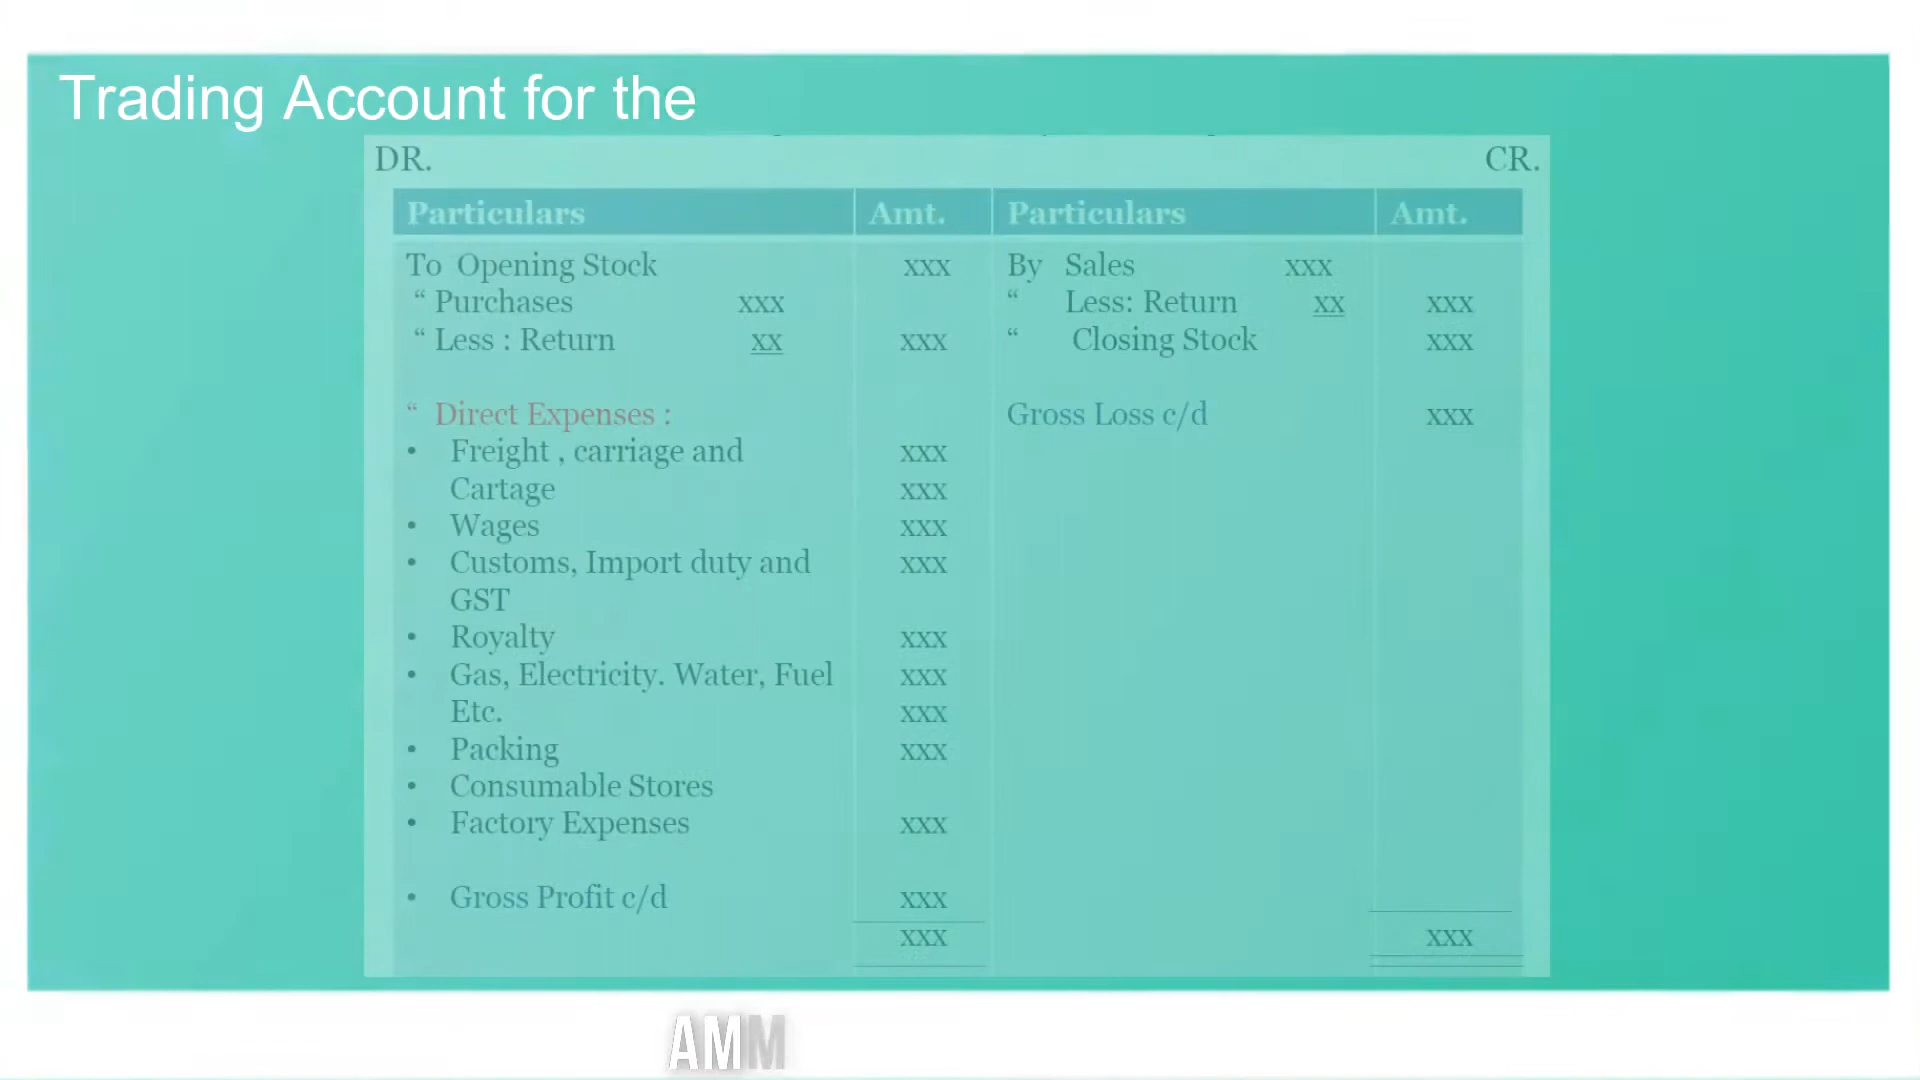 Trading Account for the
DR. CR.
Particulars Amt. Particulars Amt.
To Opening Stock xxx By Sales xxx
“ Purchases xxx “ Less: Return xx xxx
“ Less : Return xx xxx “ Closing Stock xxx
“ Direct Expenses : Gross Loss c/d xxx
• Freight , carriage and xxx
Cartage xxx
• Wages xxx
• Customs, Import duty and xxx
GST
• Royalty xxx
• Gas, Electricity. Water, Fuel xxx
Etc. xxx
• Packing xxx
• Consumable Stores
• Factory Expenses xxx
• Gross Profit c/d xxx
xxx xxx
AMM